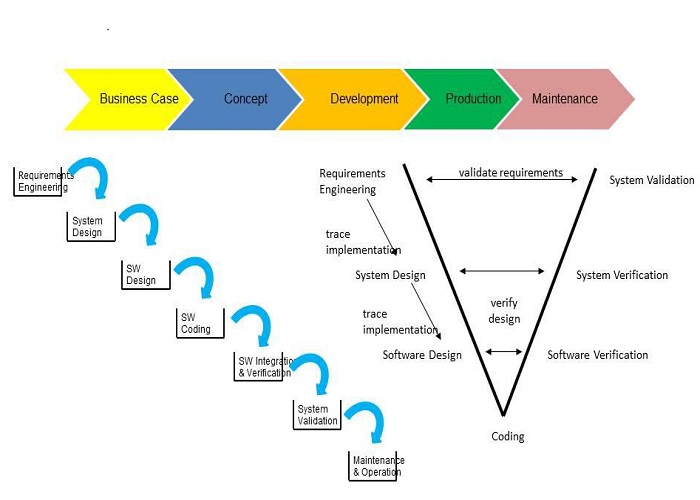 Business Case
Concept
Development
Production
Maintenance
Requirements
Engineering
System
Design
SW
Design
SW
Coding
SW Integration
& Verification
System
Validation
Maintenance
& Operation
Requirements
Engineering
validate requirements
System Validation
trace
implementation
System Design
System Verification
verify
design
trace
implementation
Software Design
Software Verification
Coding